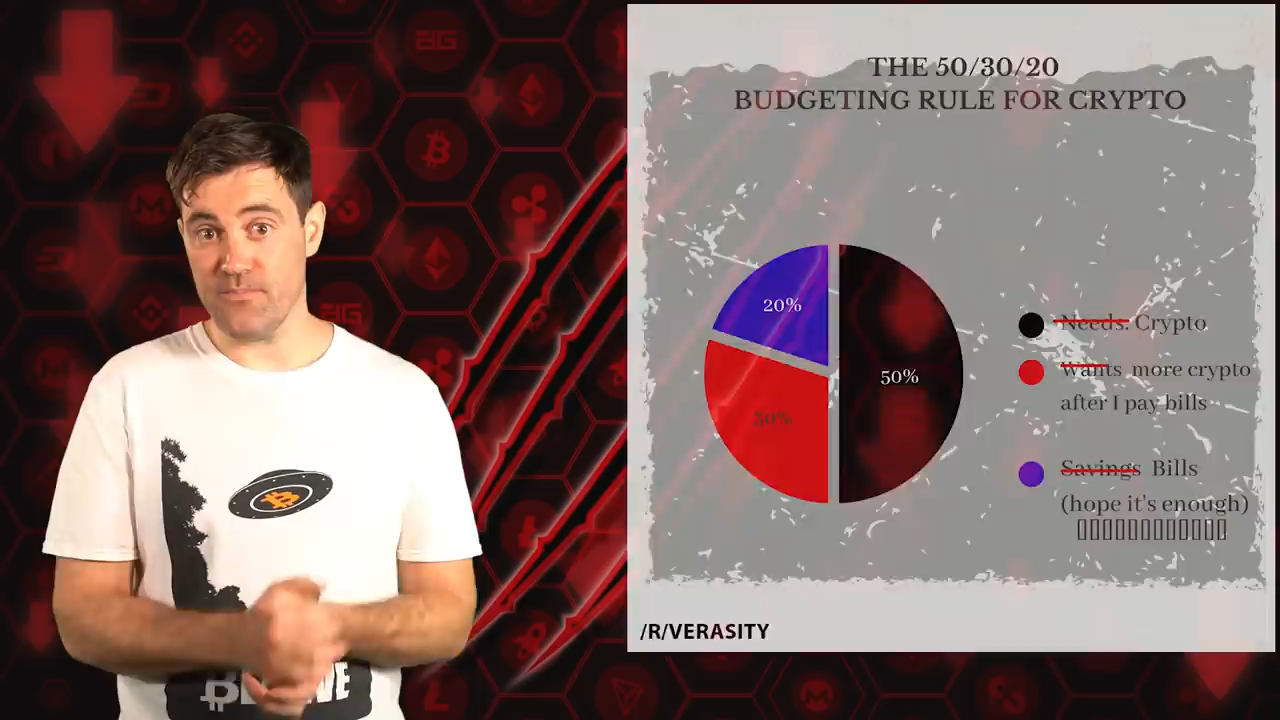 THE 50/30/20
BUDGETING RULE FOR CRYPTO
20%
50%
30%
Needs: Crypto
Wants more crypto
after I pay bills
Savings Bills
(hope it's enough)
/R/VERASITY